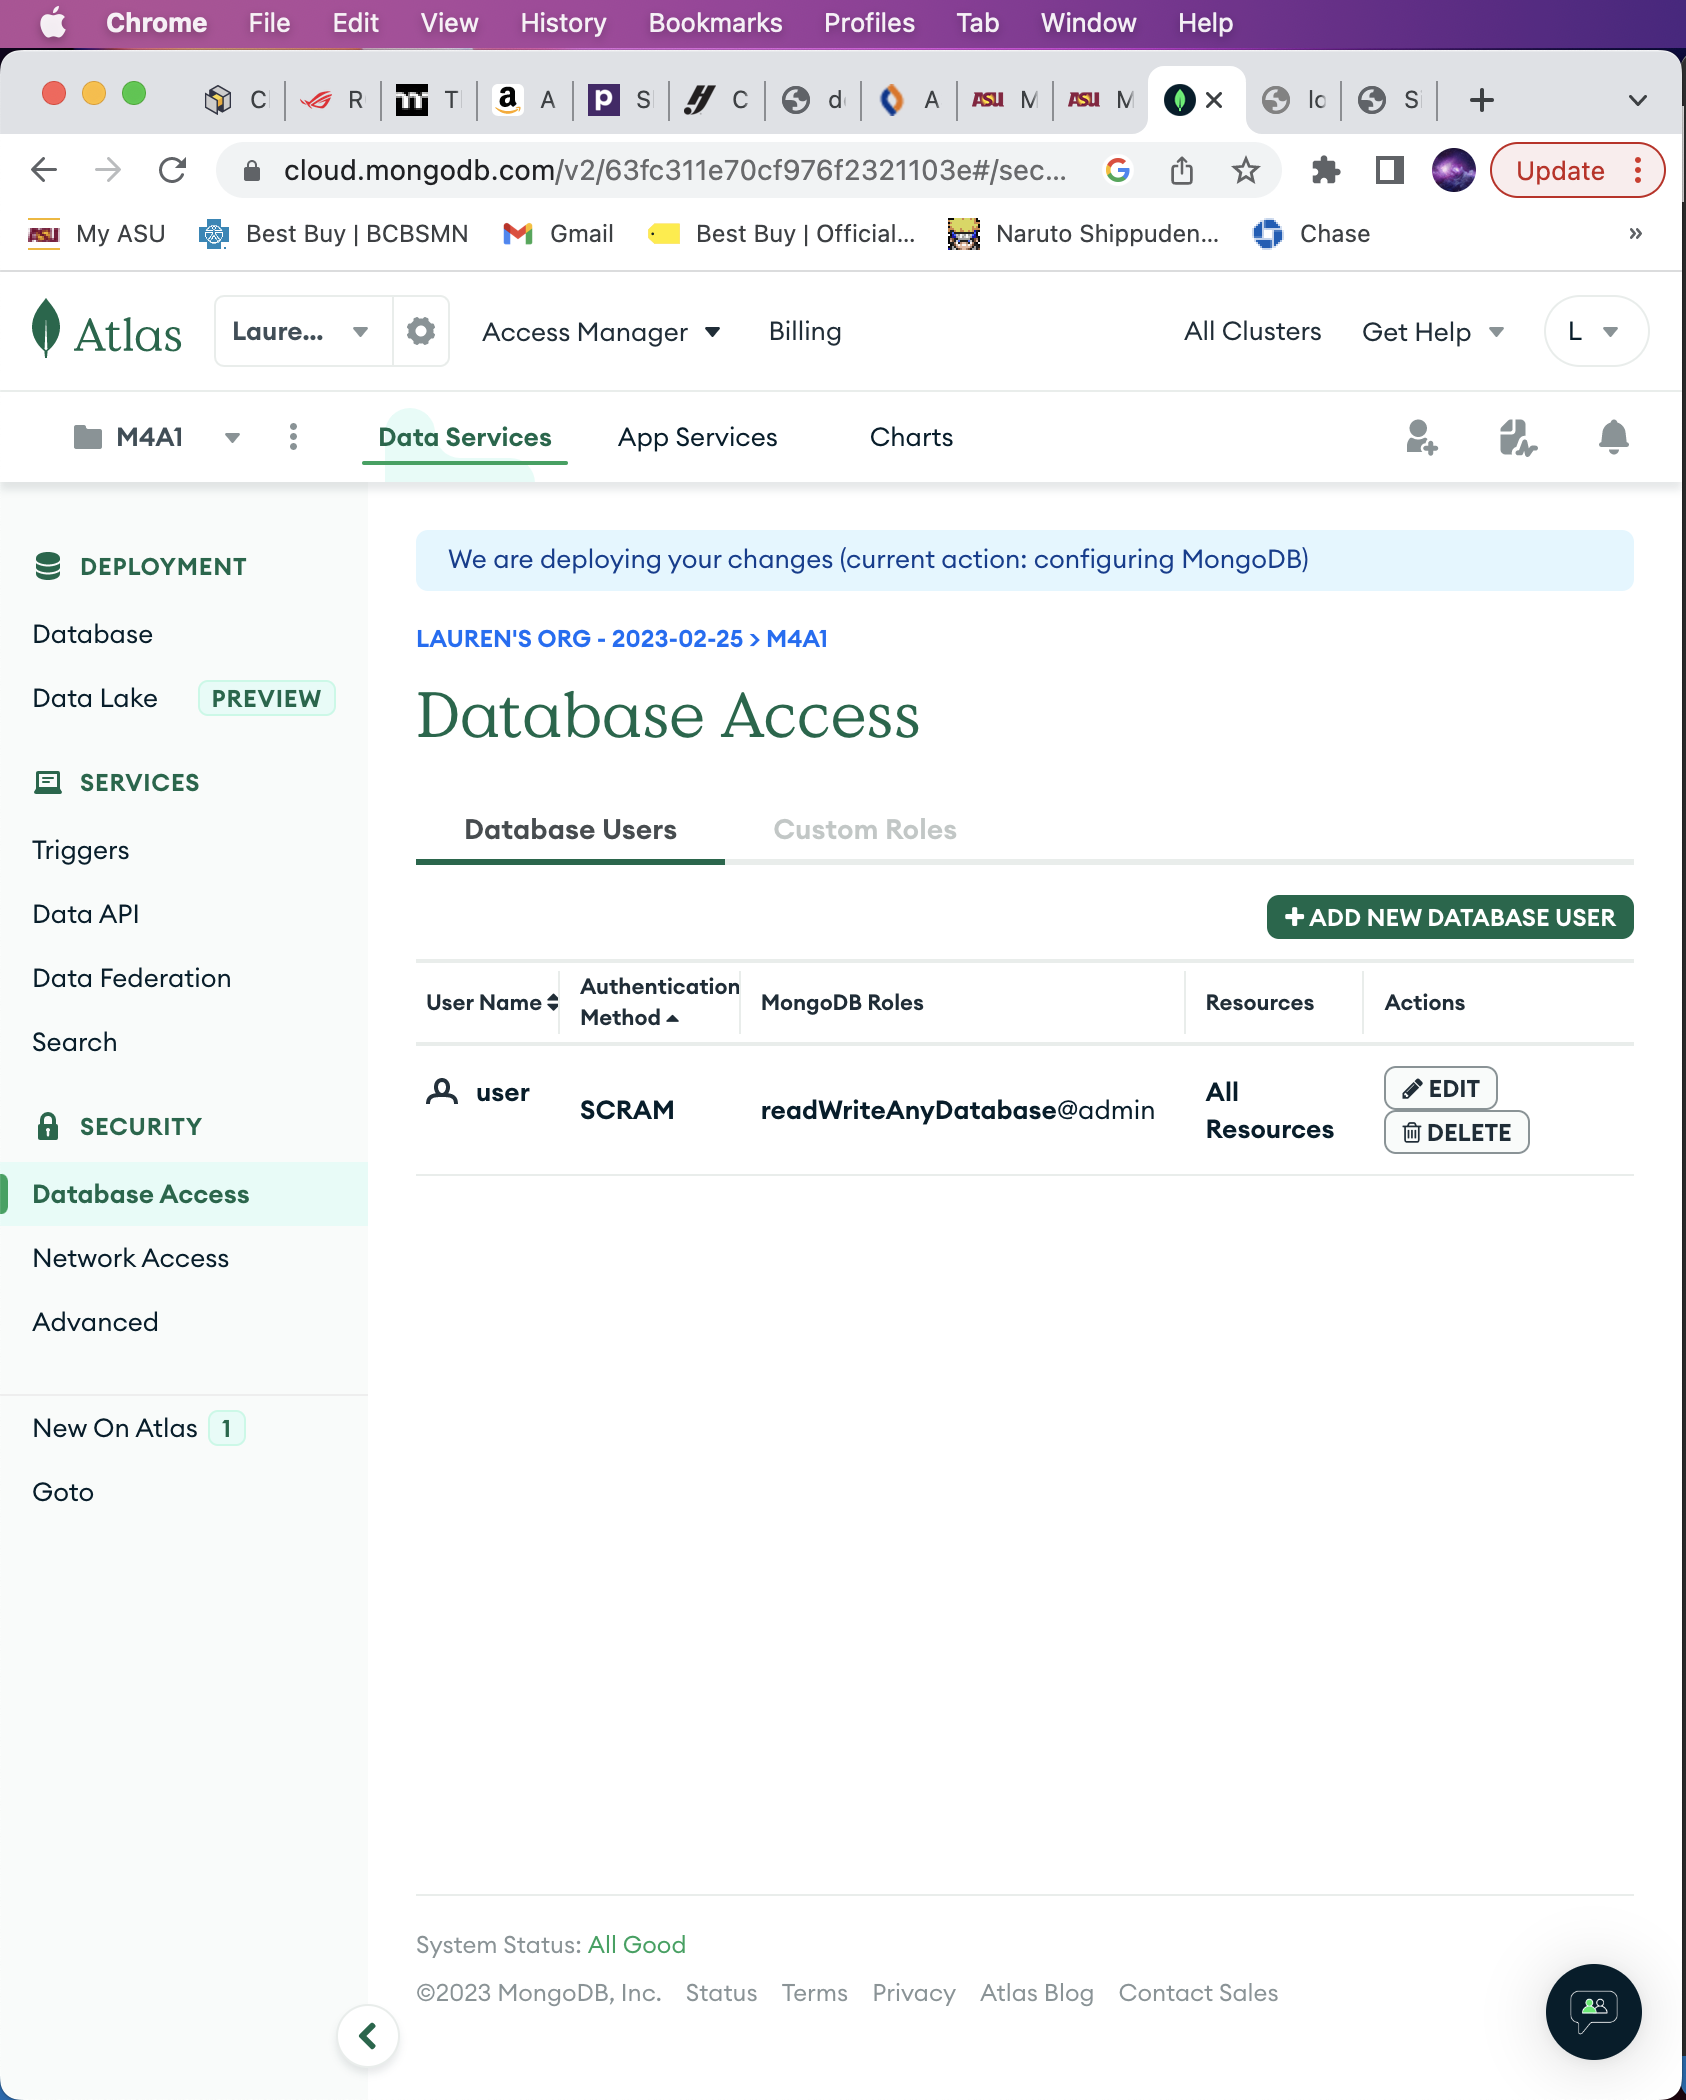 Chrome File Edit View History Bookmarks Profiles Tab Window Help
C R T a A p S C d A ASU M ASU M lo Si
cloud.mongodb.com/v2/63fc311e70cf976f2321103e#/sec... Update
ASU My ASU Best Buy | BCBSMN Gmail Best Buy | Official... Naruto Shippuden... Chase »
Atlas Laure... Access Manager Billing All Clusters Get Help L
M4A1 Data Services App Services Charts
DEPLOYMENT
Database
Data Lake PREVIEW
SERVICES
Triggers
Data API
Data Federation
Search
SECURITY
Database Access
Network Access
Advanced
New On Atlas 1
Goto
We are deploying your changes (current action: configuring MongoDB)
LAUREN'S ORG - 2023-02-25 > M4A1
Database Access
Database Users Custom Roles
+ ADD NEW DATABASE USER
User Name Authentication Method MongoDB Roles Resources Actions
user SCRAM readWriteAnyDatabase@admin All Resources EDIT
DELETE
System Status: All Good
©2023 MongoDB, Inc. Status Terms Privacy Atlas Blog Contact Sales